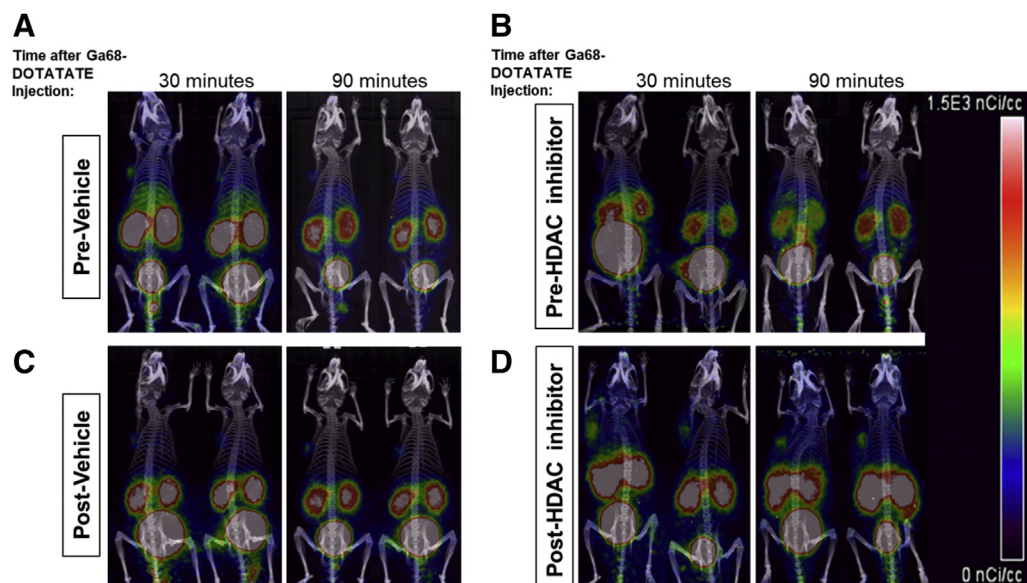 A
Time after Ga68-
DOTATATE
Injection:
30 minutes
90 minutes
Pre-Vehicle
B
Time after Ga68-
DOTATATE
Injection:
30 minutes
90 minutes
Pre-HDAC inhibitor
1.5E3 nCi/cc
C
Post-Vehicle
D
Post-HDAC inhibitor
0 nCi/cc